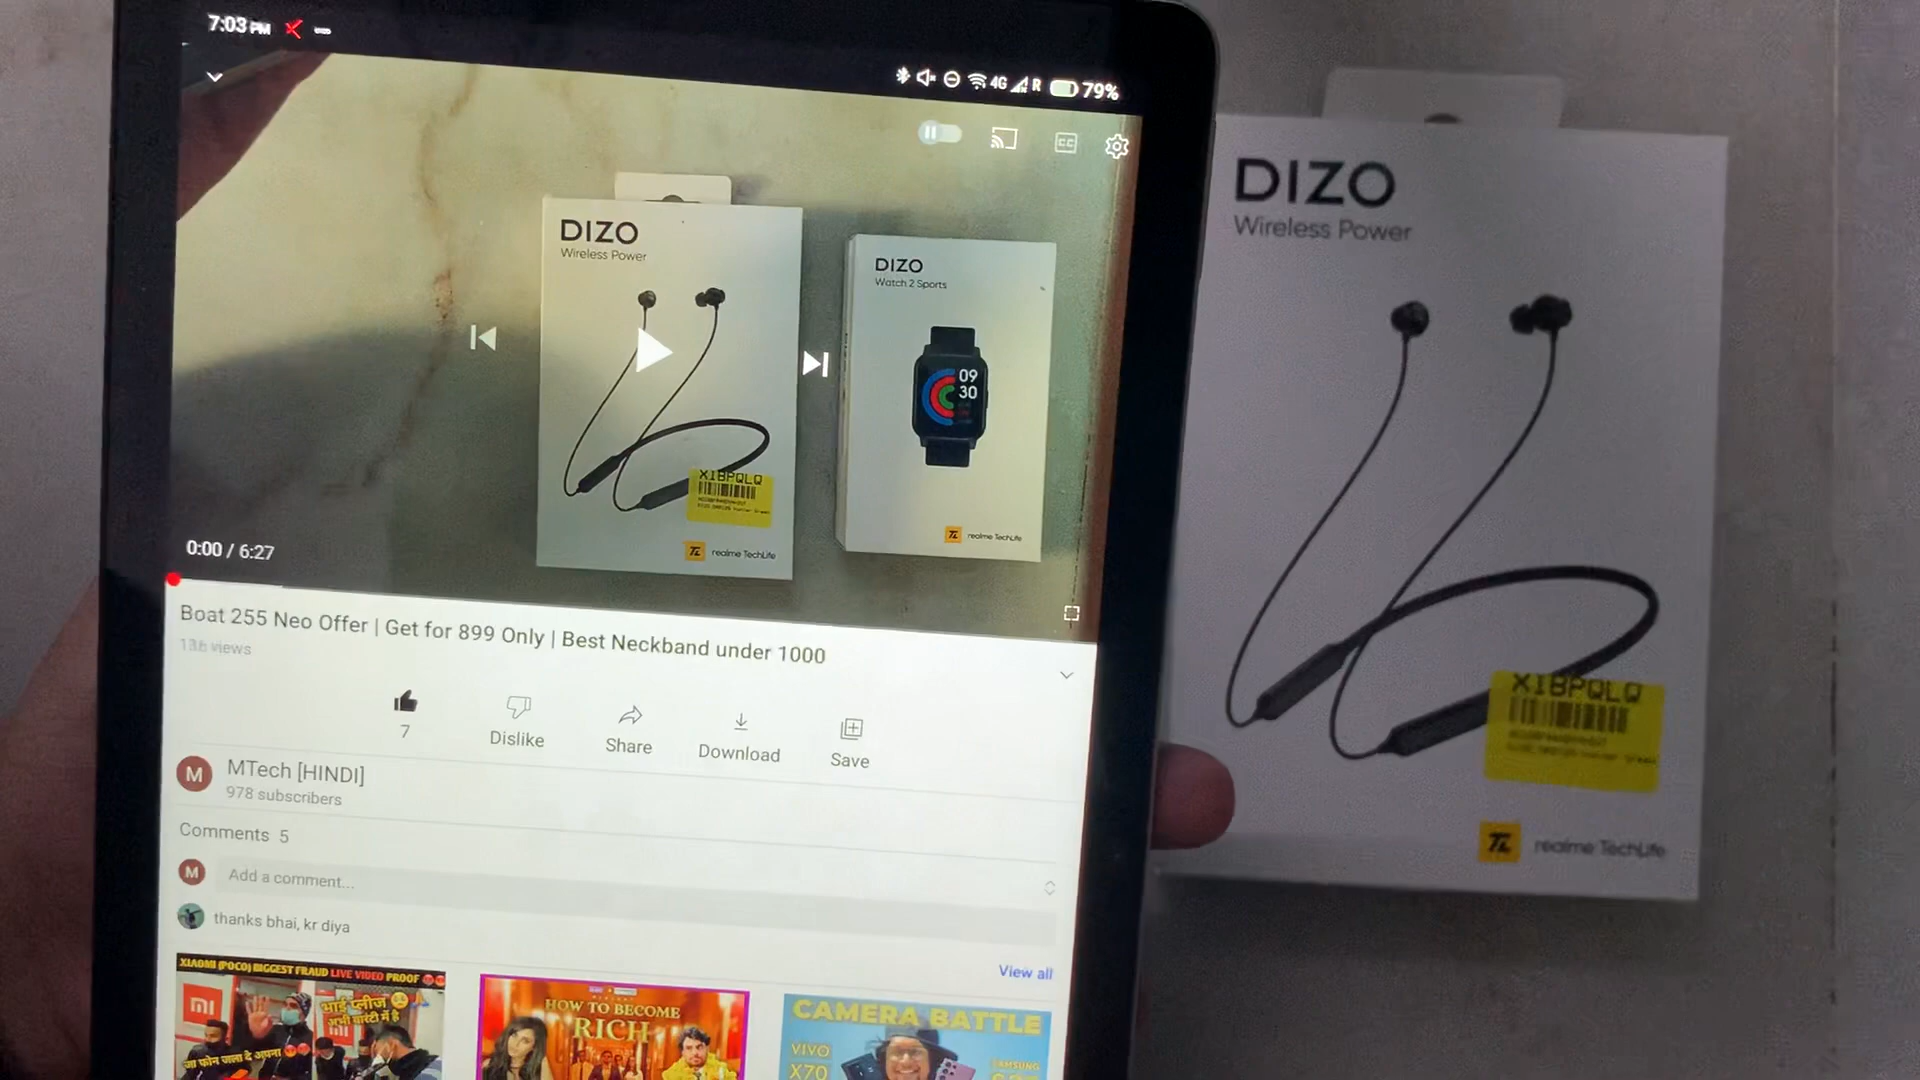 7:03 PM
4G R 79%
CC
DIZO
Wireless Power
DIZO
Watch 2 Sports
09
30
XIBPQLQ
realme TechLife
realme TechLife
0:00 / 6:27
Boat 255 Neo Offer | Get for 899 Only | Best Neckband under 1000
views
7
Dislike
Share
Download
Save
M
MTech [HINDI]
978 subscribers
Comments 5
M
Add a comment...
thanks bhai, kr diya
View all
XIAOMI (POCO) BIGGEST FRAUD LIVE VIDEO PROOF
भाई प्लीज
अभी वारंटी में है
जा फोन जला दे अपना
HOW TO BECOME
RICH
CAMERA BATTLE
VIVO
X70
SAMSUNG
DIZO
Wireless Power
XIBPQLQ
realme TechLife